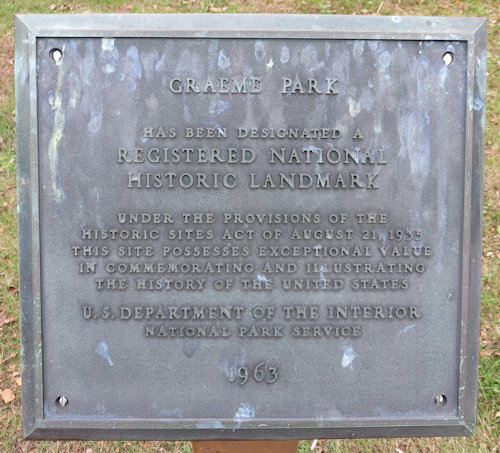 GRAEME PARK
HAS BEEN DESIGNATED A
REGISTERED NATIONAL
HISTORIC LANDMARK
UNDER THE PROVISIONS OF THE
HISTORIC SITES ACT OF AUGUST 21, 1935
THIS SITE POSSESSES EXCEPTIONAL VALUE
IN COMMEMORATING AND ILLUSTRATING
THE HISTORY OF THE UNITED STATES
U.S. DEPARTMENT OF THE INTERIOR
NATIONAL PARK SERVICE
1963